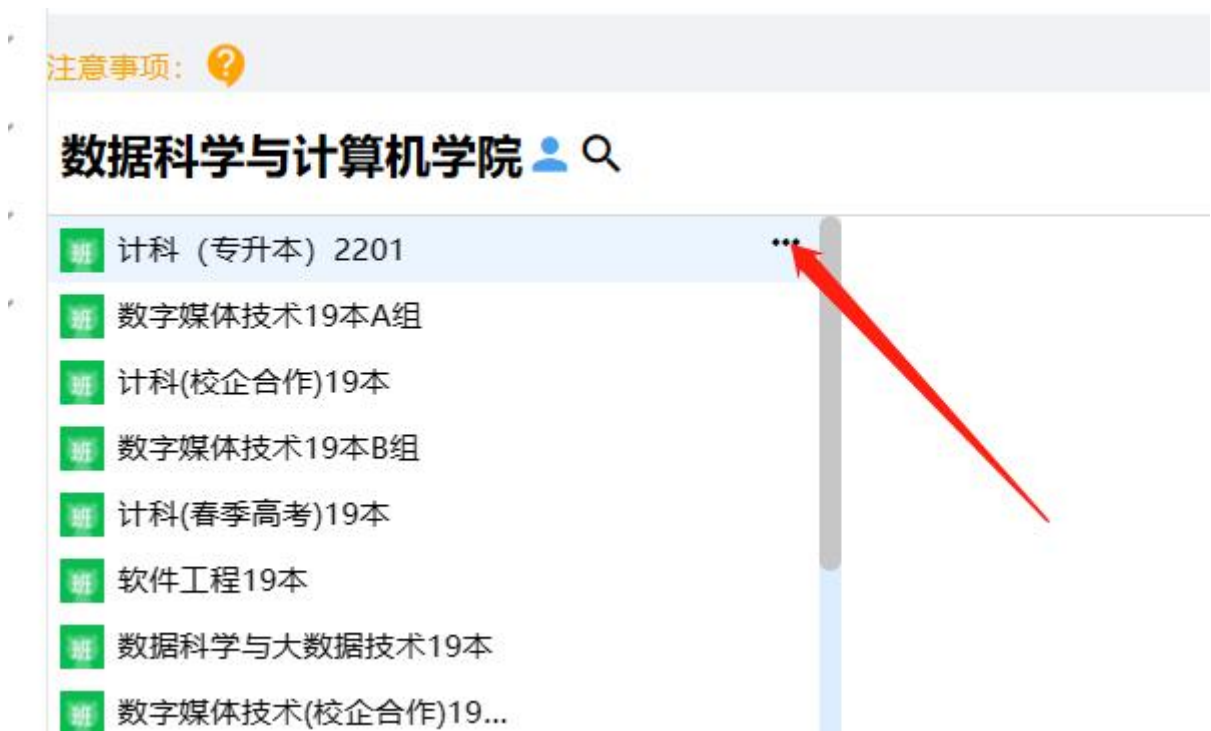 注意事项：
数据科学与计算机学院
班 计科（专升本）2201 •••
班 数字媒体技术19本A组
班 计科(校企合作)19本
班 数字媒体技术19本B组
班 计科(春季高考)19本
班 软件工程19本
班 数据科学与大数据技术19本
班 数字媒体技术(校企合作)19...